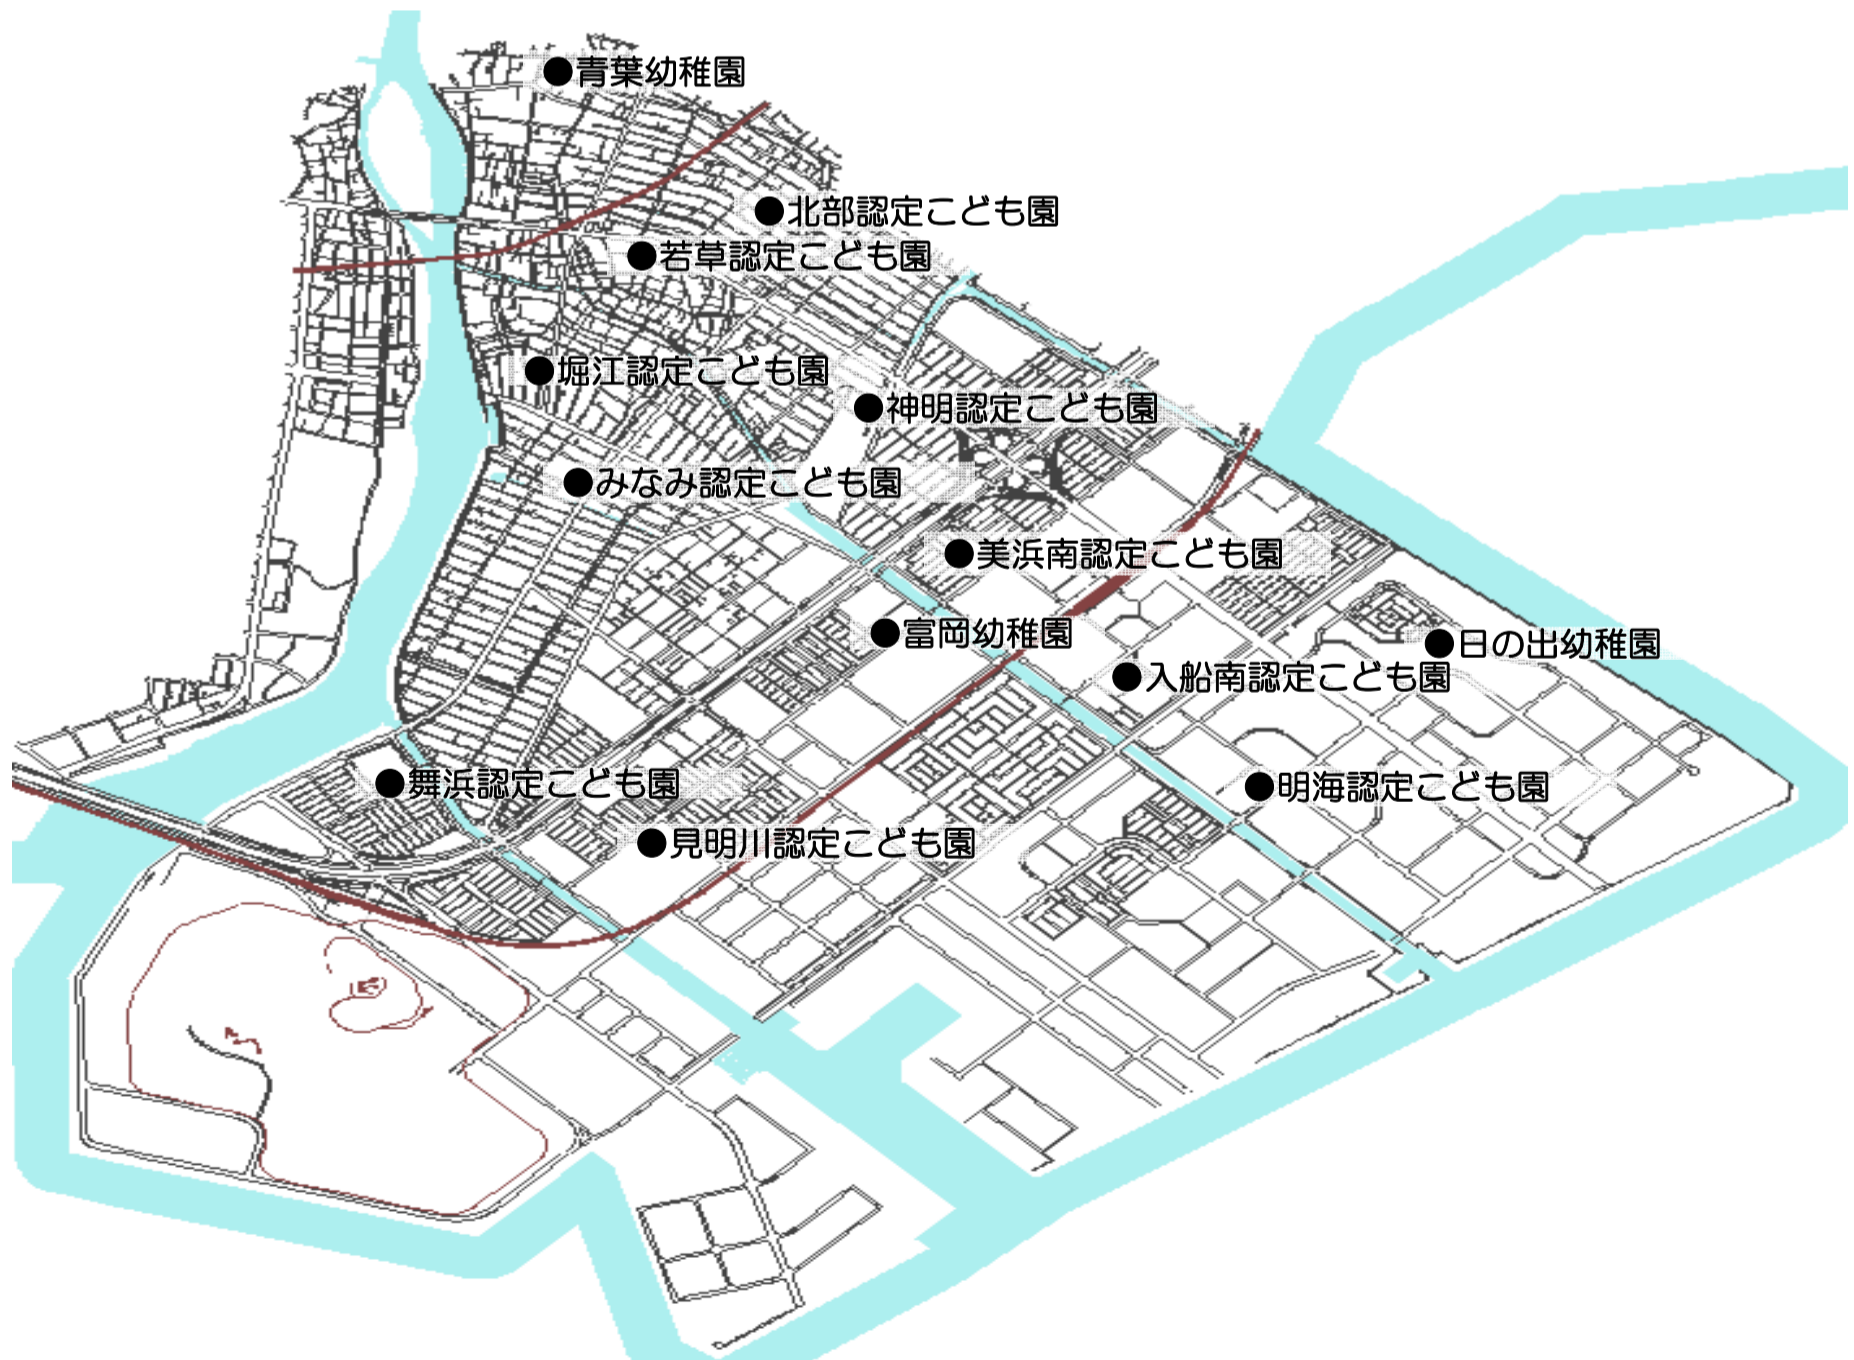 ●青葉幼稚園
●北部認定こども園
●若草認定こども園
●堀江認定こども園
●神明認定こども園
●みなみ認定こども園
●美浜南認定こども園
●富岡幼稚園
●日の出幼稚園
●入船南認定こども園
●舞浜認定こども園
●明海認定こども園
●見明川認定こども園